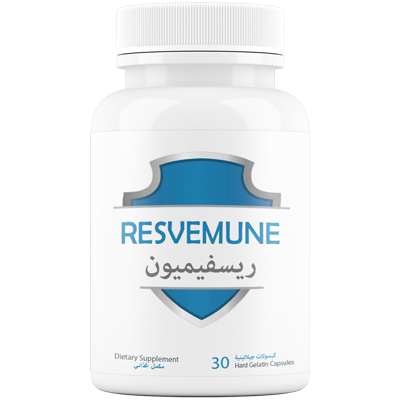 RESVEMUNE
ريسفيميون
Dietary Supplement
مكمل غذائي
30
كبسولات جيلاتينية
Hard Gelatin Capsules